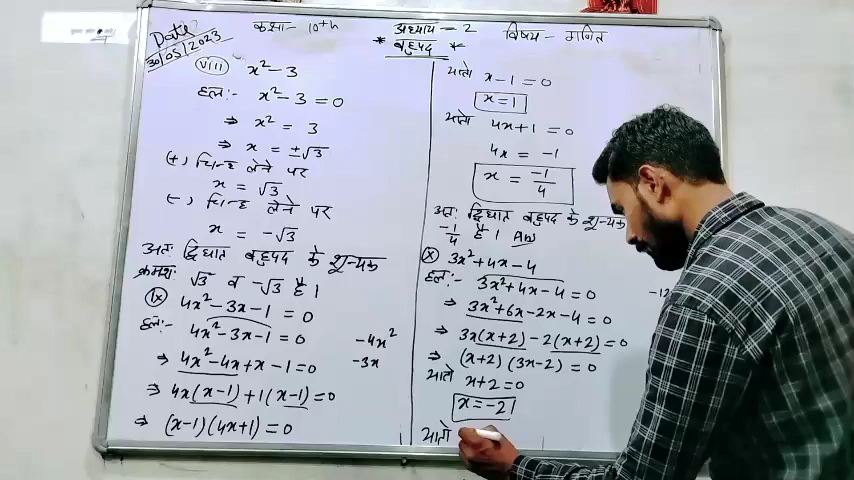 Date
30/05/2023
कक्षा- 10th
अध्याय - 2
* बहुपद *
विषय - गणित
(viii) x² - 3
हल:- x² - 3 = 0
⇒ x² = 3
⇒ x = ±√3
(+) चिन्ह लेने पर
x = √3
(-) चिन्ह लेने पर
x = -√3
अतः द्विघात बहुपद के शून्यक
क्रमशः √3 व -√3 है।
(ix) 4x² - 3x - 1 = 0
हल:- 4x² - 3x - 1 = 0
-4x²
-3x
⇒ 4x² - 4x + x - 1 = 0
⇒ 4x(x-1) + 1(x-1) = 0
⇒ (x-1)(4x+1) = 0
यातो x - 1 = 0
x = 1
यातो 4x + 1 = 0
4x = -1
x = -1/4
अतः द्विघात बहुपद के शून्यक
-1/4 है। Ans
(x) 3x² + 4x - 4
हल:- 3x² + 4x - 4 = 0
-12
⇒ 3x² + 6x - 2x - 4 = 0
⇒ 3x(x+2) - 2(x+2) = 0
⇒ (x+2)(3x-2) = 0
यातो x + 2 = 0
x = -2
यातो